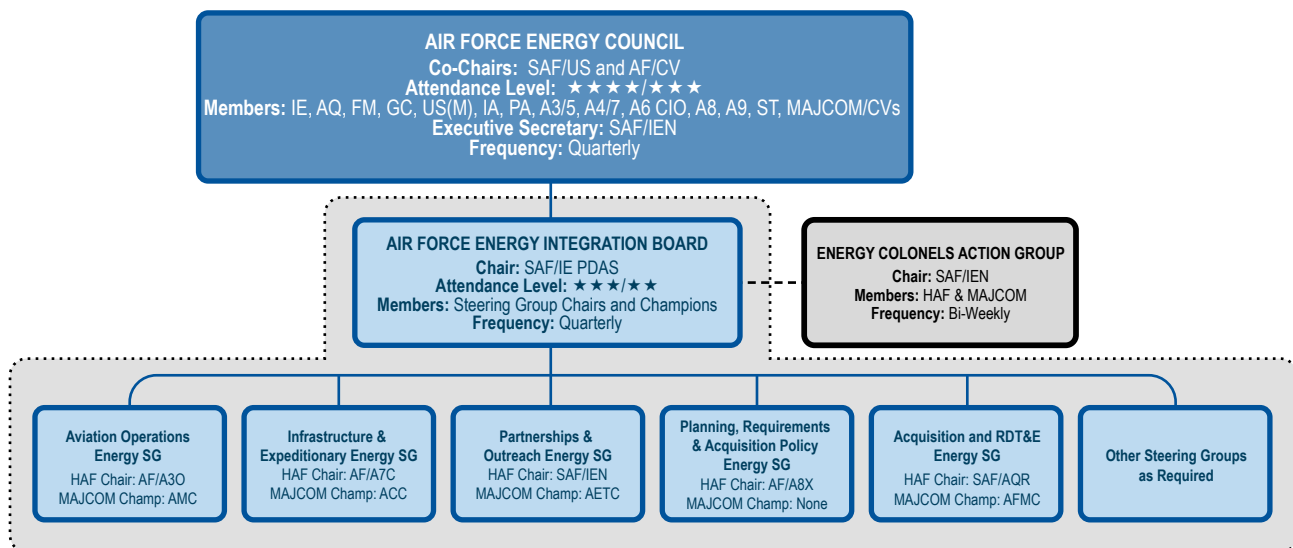 AIR FORCE ENERGY COUNCIL
Co-Chairs: SAF/US and AF/CV
Attendance Level: ★★★★/★★★
Members: IE, AQ, FM, GC, US(M), IA, PA, A3/5, A4/7, A6 CIO, A8, A9, ST, MAJCOM/CVs
Executive Secretary: SAF/IEN
Frequency: Quarterly
AIR FORCE ENERGY INTEGRATION BOARD
Chair: SAF/IE PDAS
Attendance Level: ★★★/★★
Members: Steering Group Chairs and Champions
Frequency: Quarterly
ENERGY COLONELS ACTION GROUP
Chair: SAF/IEN
Members: HAF & MAJCOM
Frequency: Bi-Weekly
Aviation Operations
Energy SG
HAF Chair: AF/A3O
MAJCOM Champ: AMC
Infrastructure &
Expeditionary Energy SG
HAF Chair: AF/A7C
MAJCOM Champ: ACC
Partnerships &
Outreach Energy SG
HAF Chair: SAF/IEN
MAJCOM Champ: AETC
Planning, Requirements
& Acquisition Policy
Energy SG
HAF Chair: AF/A8X
MAJCOM Champ: None
Acquisition and RDT&E
Energy SG
HAF Chair: SAF/AQR
MAJCOM Champ: AFMC
Other Steering Groups
as Required